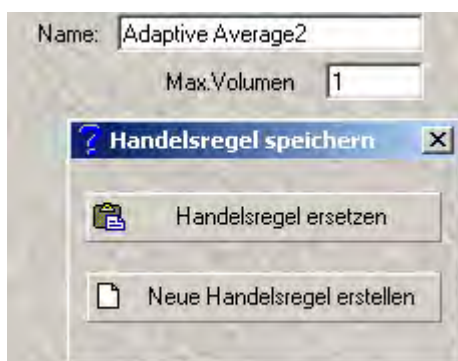 Name: Adaptive Average2
Max.Volumen 1
Handelsregel speichern
Handelsregel ersetzen
Neue Handelsregel erstellen